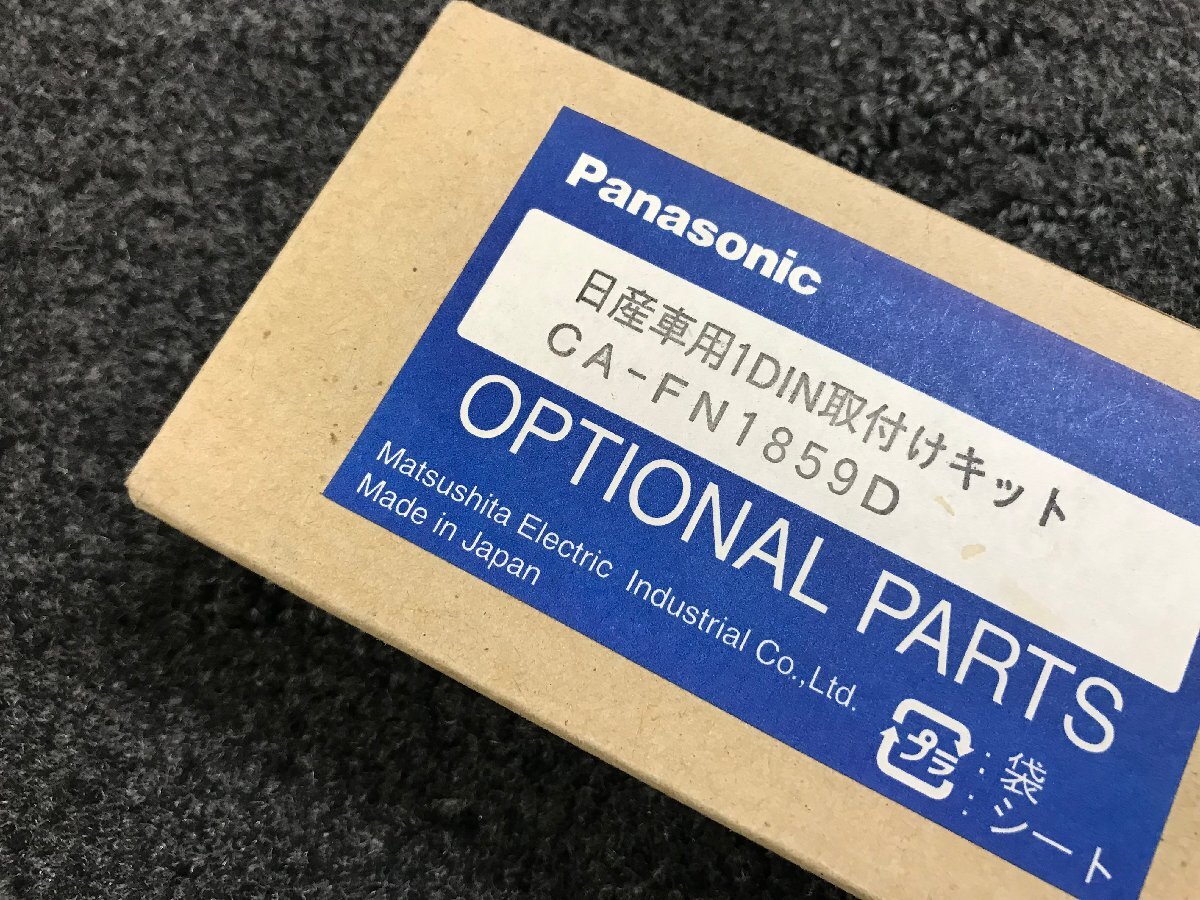 Panasonic
日産車用1DIN取付けキット
CA-FN1859D
OPTIONAL PARTS
Matsushita Electric Industrial Co.,Ltd.
Made in Japan
プラ : 袋
: シート